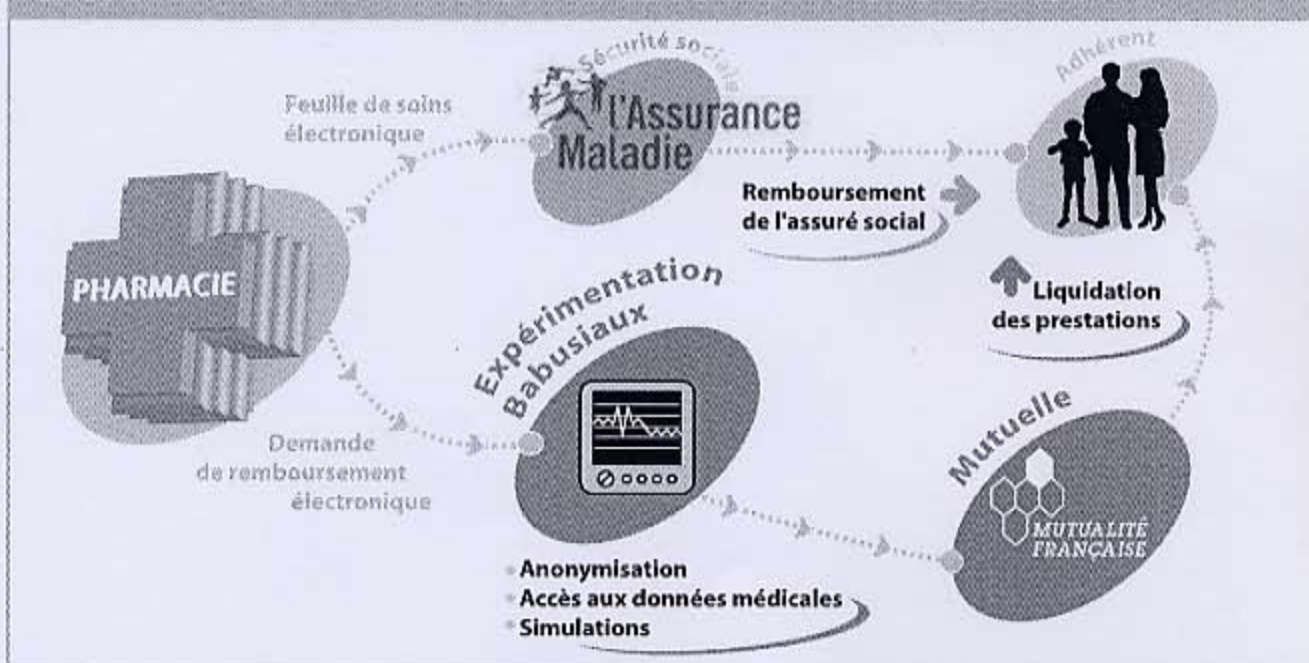 Feuille de soins
électronique
Sécurité sociale
l'Assurance
Maladie
Adhérent
Remboursement
de l'assuré social
PHARMACIE
Expérimentation
Babusiaux
Liquidation
des prestations
Demande
de remboursement
électronique
Mutuelle
MUTUALITÉ
FRANÇAISE
Anonymisation
Accès aux données médicales
Simulations